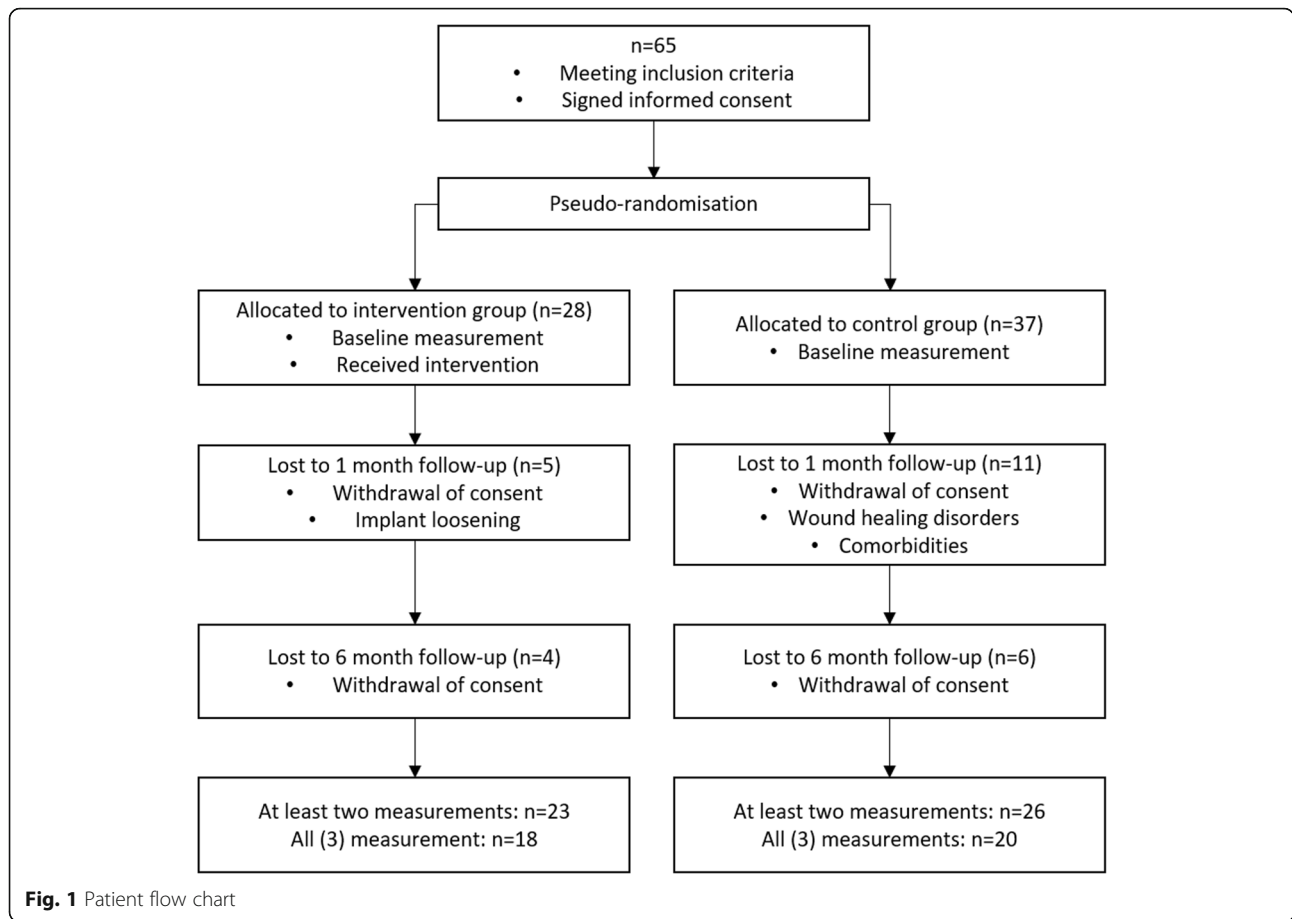 n=65
• Meeting inclusion criteria
• Signed informed consent
Pseudo-randomisation
Allocated to intervention group (n=28)
• Baseline measurement
• Received intervention
Allocated to control group (n=37)
• Baseline measurement
Lost to 1 month follow-up (n=5)
• Withdrawal of consent
• Implant loosening
Lost to 1 month follow-up (n=11)
• Withdrawal of consent
• Wound healing disorders
• Comorbidities
Lost to 6 month follow-up (n=4)
• Withdrawal of consent
Lost to 6 month follow-up (n=6)
• Withdrawal of consent
At least two measurements: n=23
All (3) measurement: n=18
At least two measurements: n=26
All (3) measurements: n=20
Fig. 1 Patient flow chart